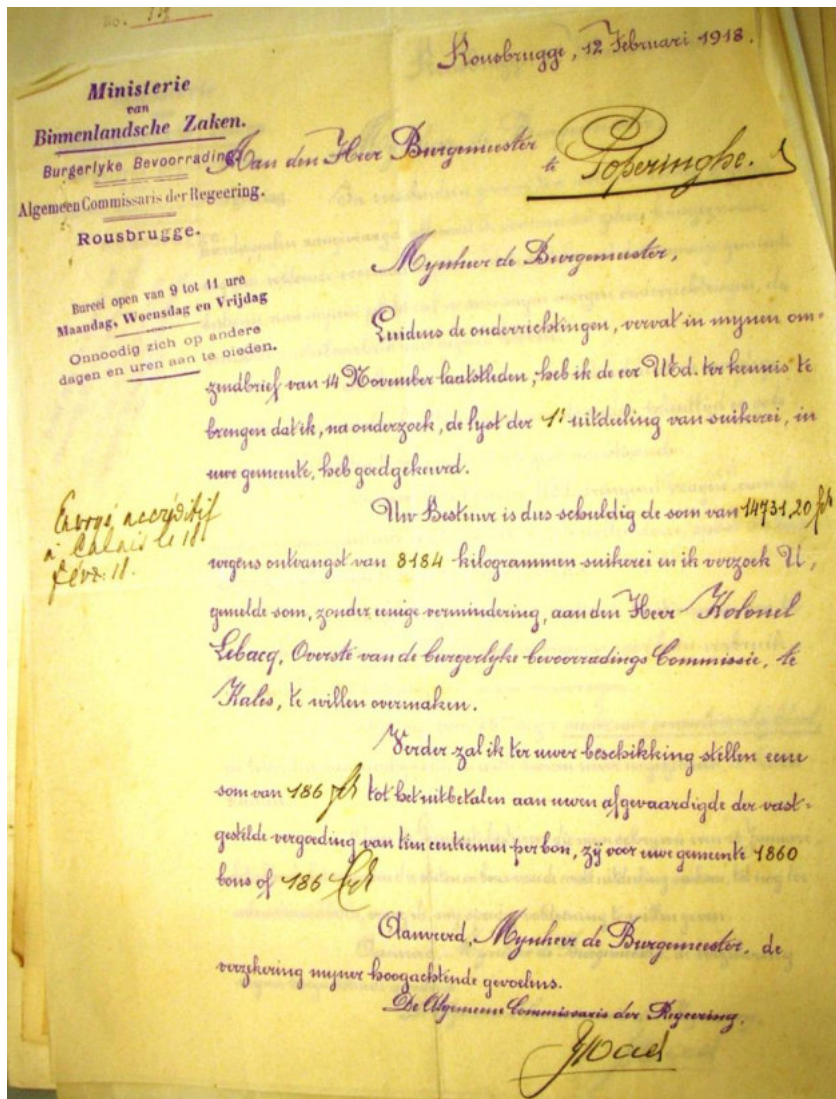 No. 118
Rousbrugge, 12 Februari 1918.
Ministerie
van
Binnenlandsche Zaken.
Burgerlyke Bevoorrading.
Algemeen Commissaris der Regeering.
Rousbrugge.
Bureel open van 9 tot 11 ure
Maandag, Woensdag en Vrijdag
Onnoodig zich op andere
dagen en uren aan te bieden.
Aan den Heer Burgemeester
te Poperinghe.
Mynheer de Burgemeester,
Luidens de onderrichtingen, vervat in mynen om-
zendbrief van 14 November laatstleden, heb ik de eer UEd. ter kennis te
brengen dat ik, na onderzoek, de lyst der 1e uitdeeling van suikerei, in
uwe gemeente, heb goedgekeurd.
Uw Bestuur is dus schuldig de som van 14731,20 fr
wegens ontvangst van 8184 kilogrammen suikerei en ik verzoek U,
gemelde som, zonder eenige vermindering, aan den Heer Kolonel
Lebacq, Overste van de burgerlyke bevoorradings Commissie, te
Kales, te willen overmaken.
Envoyé accréditif
à Calais le 18
févr. 18.
Verder zal ik ter uwer beschikking stellen eene
som van 186 fr tot het uitbetalen aan uwen afgevaardigde der vast-
gestelde vergoeding van tien centiemen per bon, zij voor uwe gemeente 1860
bons of 186 fr
Aanveerd, Mynheer de Burgemeester, de
verzekering myner hoogachtende gevoelens.
De Algemeene Commissaris der Regeering.